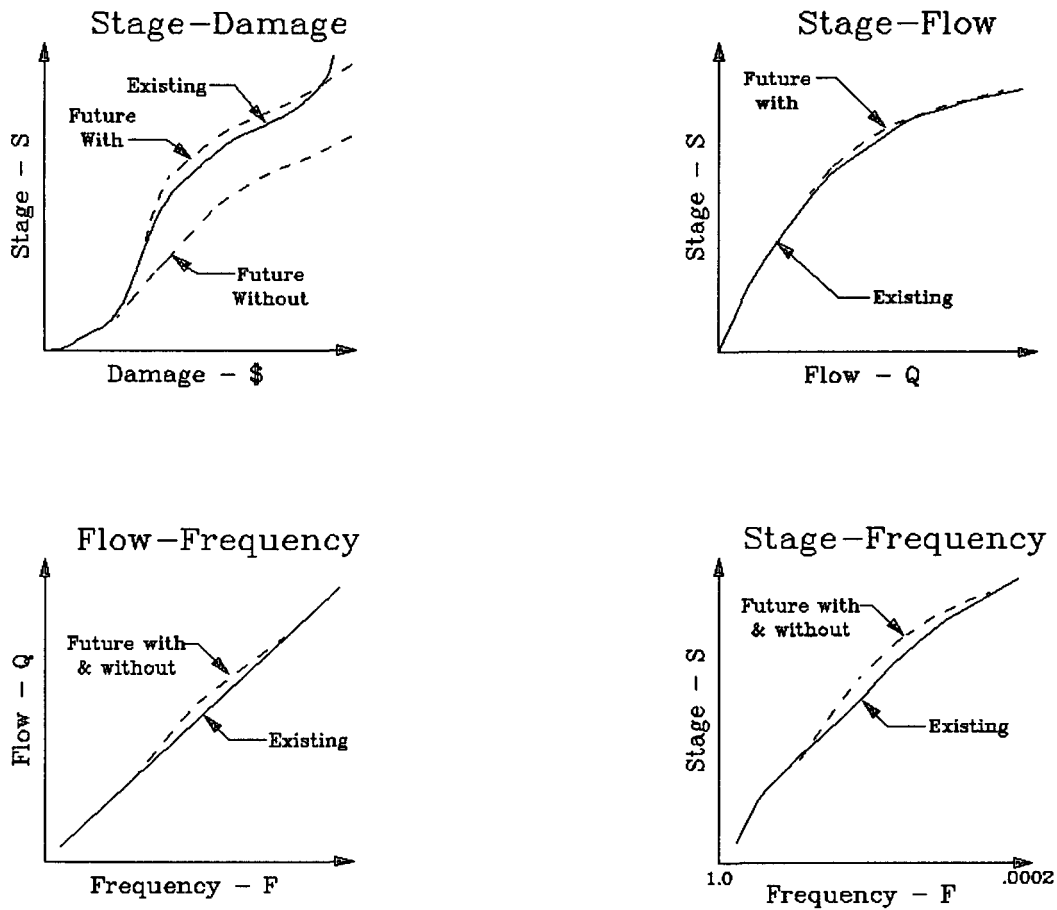 Stage-Damage
Existing
Future
With
Future
Without
Stage - S
Damage - $
Stage-Flow
Future
with
Existing
Stage - S
Flow - Q
Flow-Frequency
Future with
& without
Existing
Flow - Q
Frequency - F
Stage-Frequency
Future with
& without
Existing
Stage - S
1.0
.0002
Frequency - F